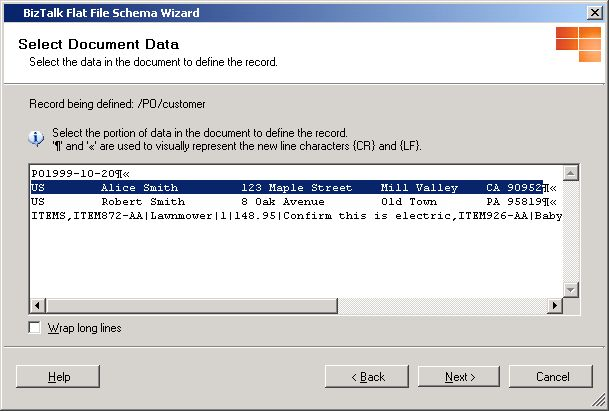 BizTalk Flat File Schema Wizard
Select Document Data
Select the data in the document to define the record.
Record being defined: /PO/customer
Select the portion of data in the document to define the record.
'¶' and '«' are used to visually represent the new line characters {CR} and {LF}.
PO1999-10-20¶«
US        Alice Smith         123 Maple Street    Mill Valley    CA 90952¶«
US        Robert Smith        8 Oak Avenue        Old Town       PA 95819¶«
ITEMS,ITEM872-AA|Lawnmower|1|148.95|Confirm this is electric,ITEM926-AA|Baby
Wrap long lines
Help
< Back
Next >
Cancel